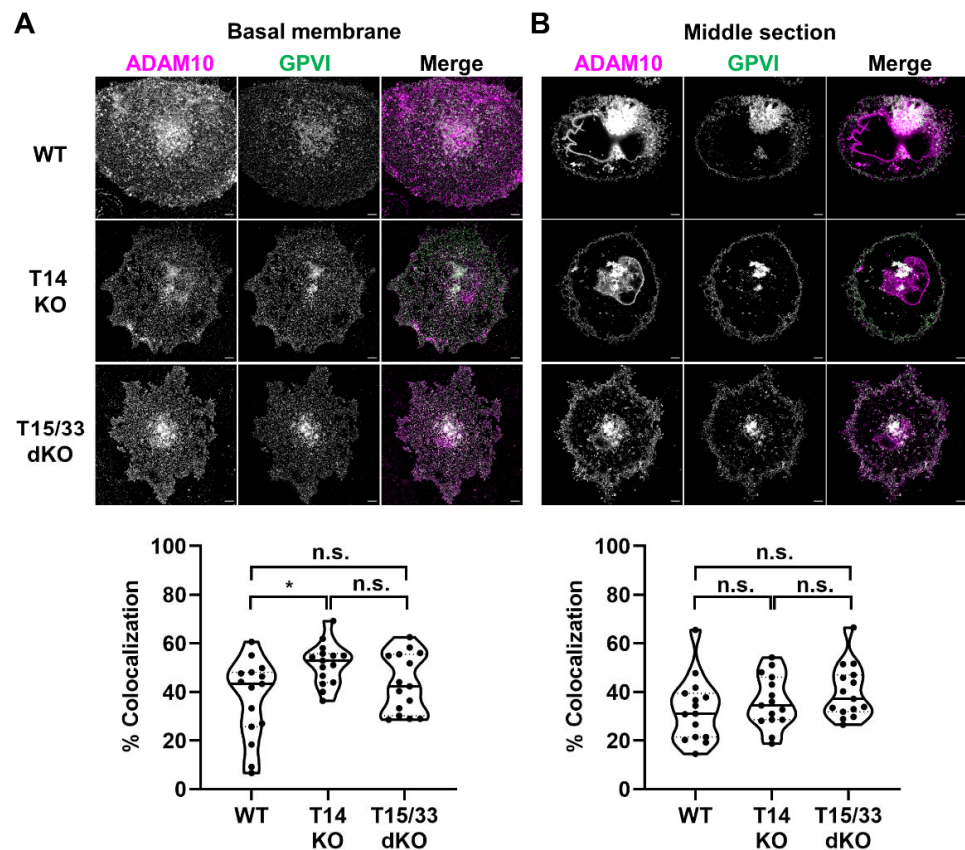 A
Basal membrane
ADAM10 GPVI Merge
WT
T14
KO
T15/33
dKO
B
Middle section
ADAM10 GPVI Merge
n.s.
* n.s.
% Colocalization
100
80
60
40
20
0
WT T14 T15/33
KO dKO
n.s.
n.s. n.s.
% Colocalization
100
80
60
40
20
0
WT T14 T15/33
KO dKO